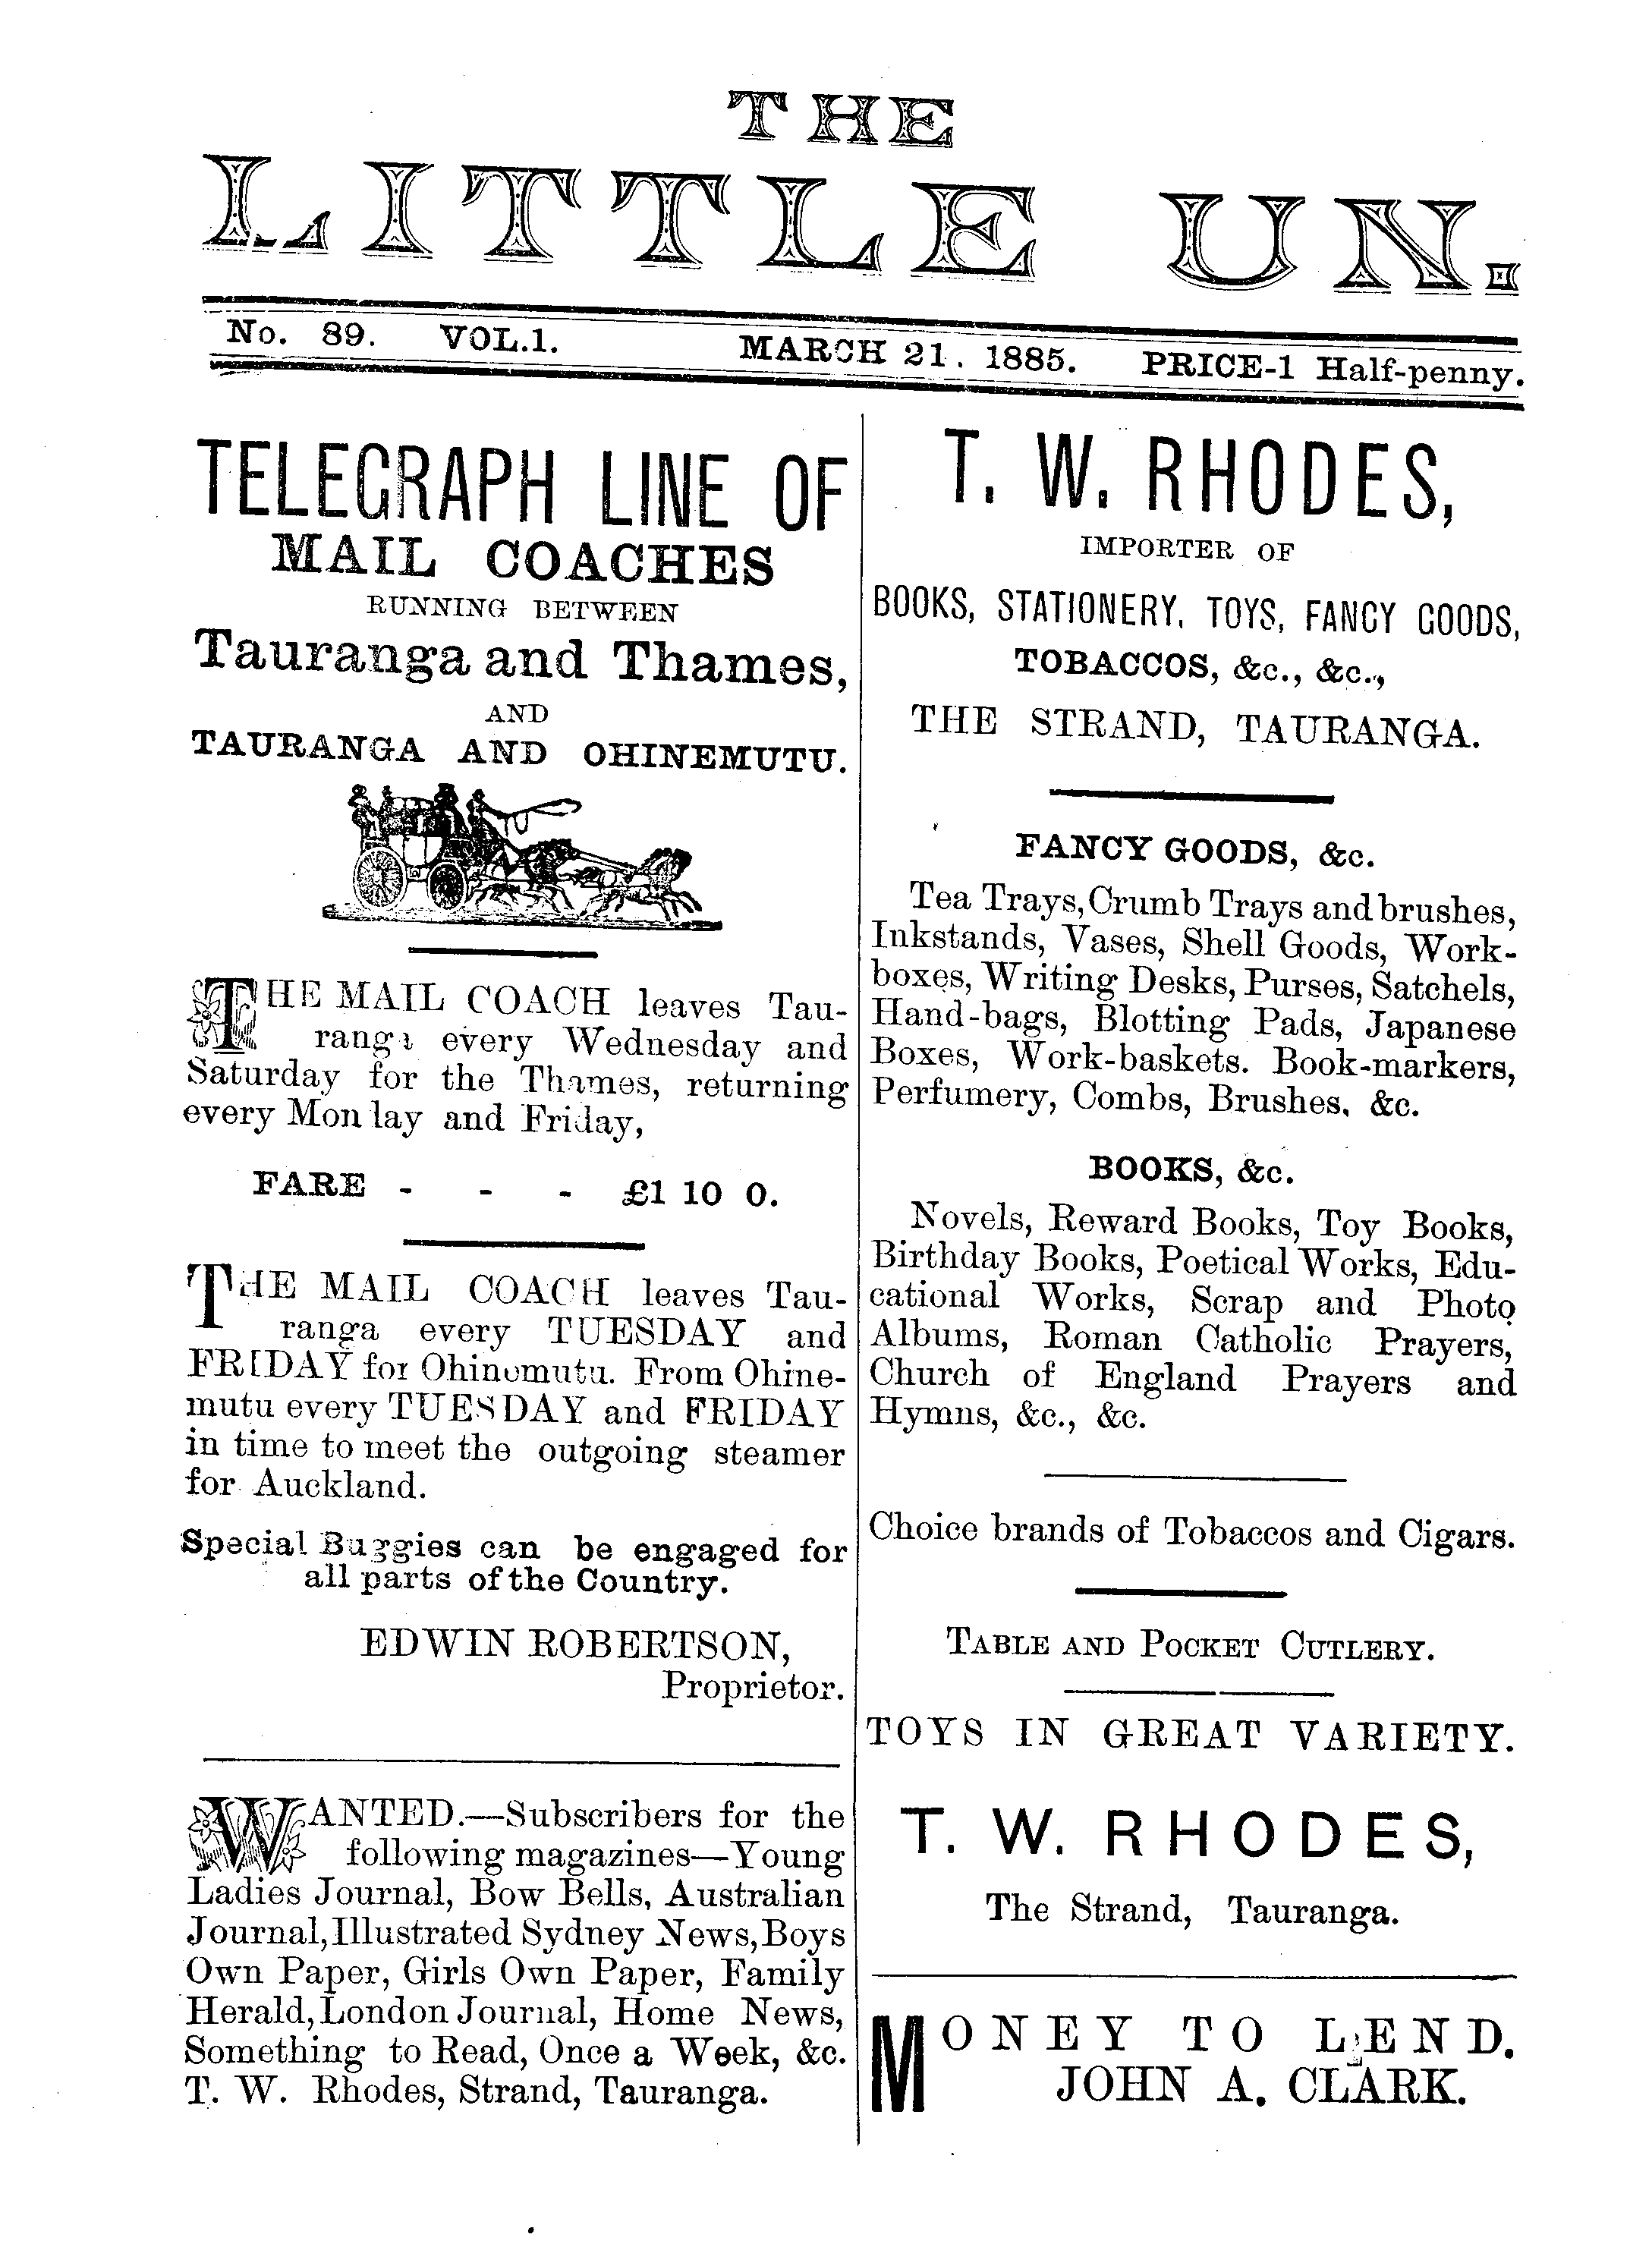 THE
LITTLE UN.
No. 89. VOL.1. MARCH 21. 1885. PRICE-1 Half-penny.
TELEGRAPH LINE OF
MAIL COACHES
RUNNING BETWEEN
Tauranga and Thames,
AND
TAURANGA AND OHINEMUTU.
THE MAIL COACH leaves Tau-
ranga every Wednesday and
Saturday for the Thames, returning
every Monday and Friday,
FARE - - - £1 10 0.
THE MAIL COACH leaves Tau-
ranga every TUESDAY and
FRIDAY for Ohinemutu. From Ohine-
mutu every TUESDAY and FRIDAY
in time to meet the outgoing steamer
for Auckland.
Special Buggies can be engaged for
all parts of the Country.
EDWIN ROBERTSON,
Proprietor.
WANTED.—Subscribers for the
following magazines—Young
Ladies Journal, Bow Bells, Australian
Journal, Illustrated Sydney News, Boys
Own Paper, Girls Own Paper, Family
Herald, London Journal, Home News,
Something to Read, Once a Week, &c.
T. W. Rhodes, Strand, Tauranga.
T. W. RHODES,
IMPORTER OF
BOOKS, STATIONERY, TOYS, FANCY GOODS,
TOBACCOS, &c., &c.,
THE STRAND, TAURANGA.
FANCY GOODS, &c.
Tea Trays, Crumb Trays and brushes,
Inkstands, Vases, Shell Goods, Work-
boxes, Writing Desks, Purses, Satchels,
Hand-bags, Blotting Pads, Japanese
Boxes, Work-baskets. Book-markers,
Perfumery, Combs, Brushes, &c.
BOOKS, &c.
Novels, Reward Books, Toy Books,
Birthday Books, Poetical Works, Edu-
cational Works, Scrap and Photo
Albums, Roman Catholic Prayers,
Church of England Prayers and
Hymns, &c., &c.
Choice brands of Tobaccos and Cigars.
TABLE AND POCKET CUTLERY.
TOYS IN GREAT VARIETY.
T. W. RHODES,
The Strand, Tauranga.
MONEY TO LEND.
JOHN A. CLARK.